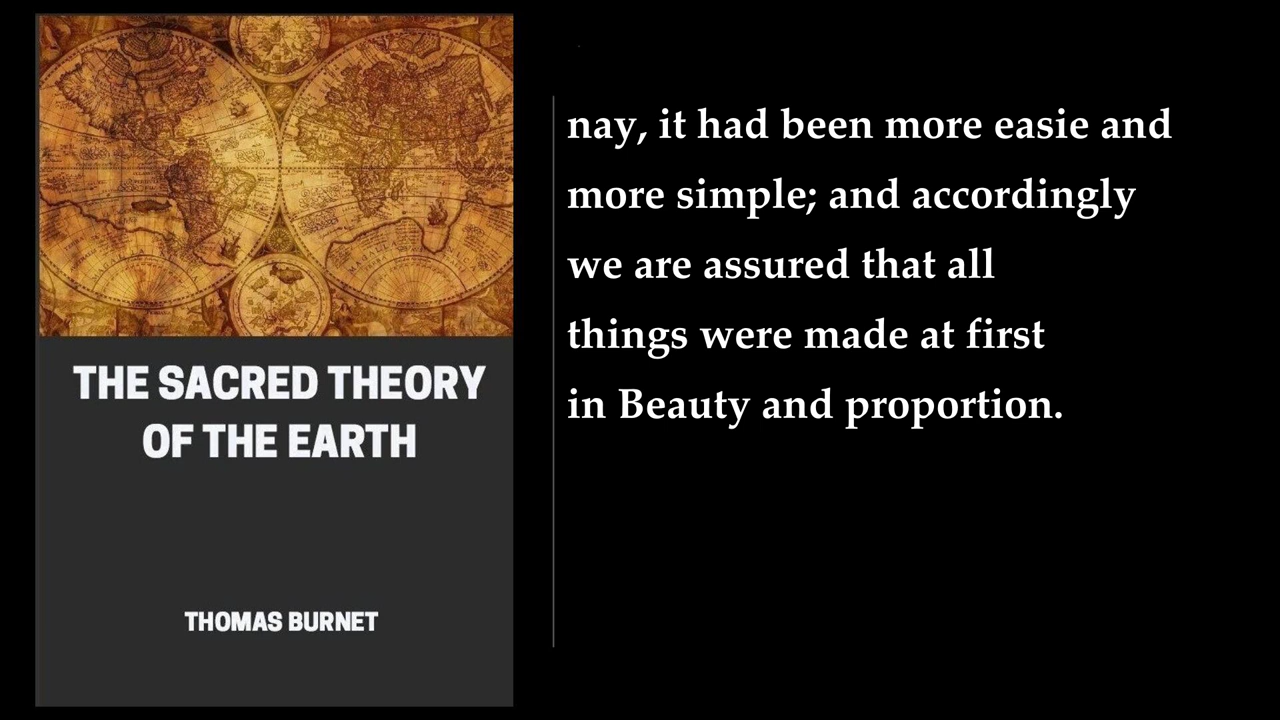 THE SACRED THEORY
OF THE EARTH
THOMAS BURNET
nay, it had been more easie and
more simple; and accordingly
we are assured that all
things were made at first
in Beauty and proportion.